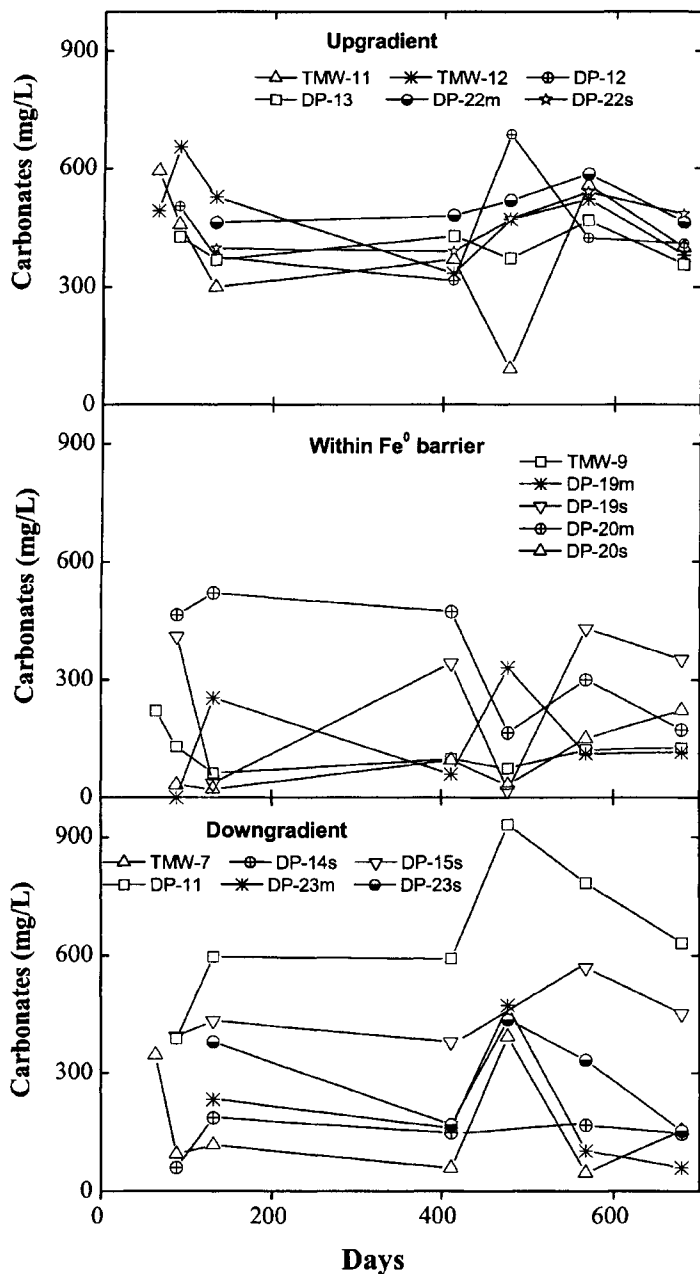 Upgradient
TMW-11 TMW-12 DP-12
DP-13 DP-22m DP-22s
Carbonates (mg/L)
900
600
300
0
Within Fe⁰ barrier
TMW-9
DP-19m
DP-19s
DP-20m
DP-20s
Carbonates (mg/L)
900
600
300
0
Downgradient
TMW-7 DP-14s DP-15s
DP-11 DP-23m DP-23s
Carbonates (mg/L)
900
600
300
0
0 200 400 600
Days